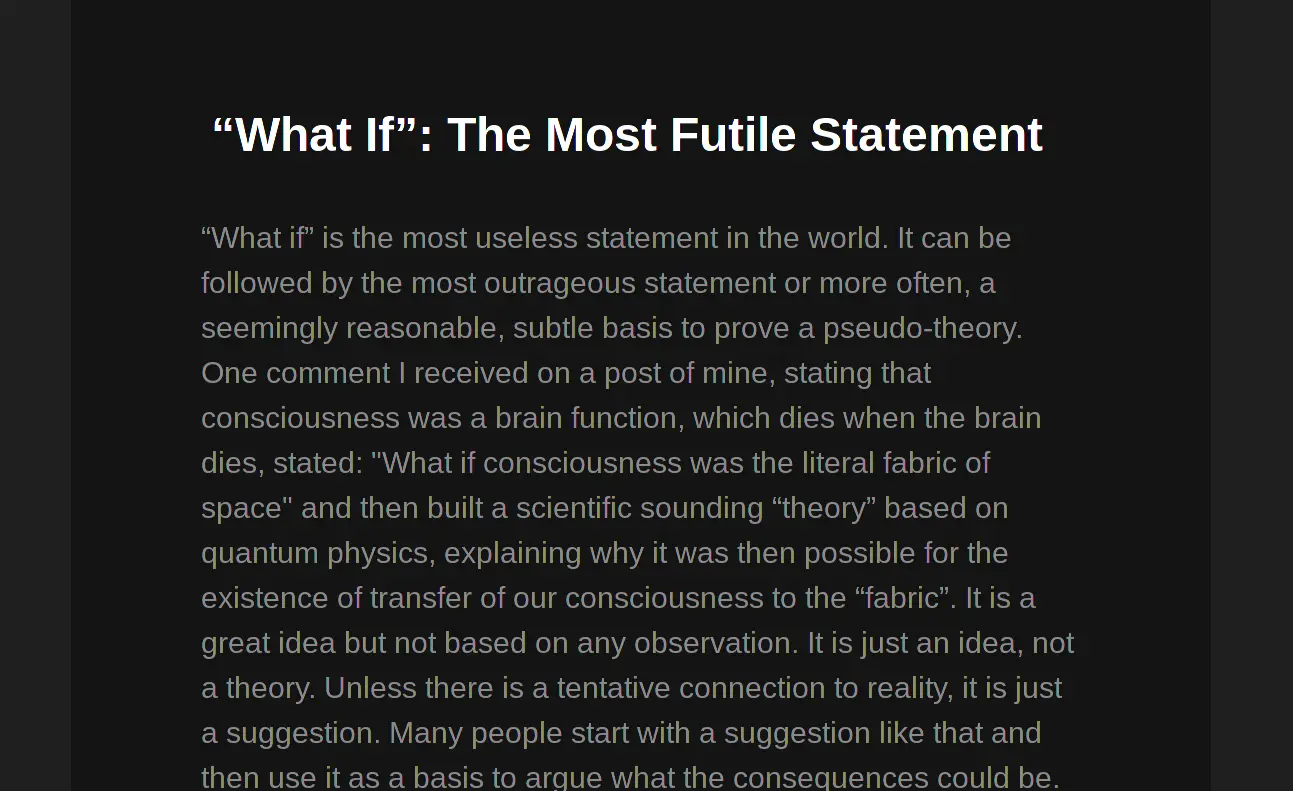 “What If”: The Most Futile Statement
“What if” is the most useless statement in the world. It can be
followed by the most outrageous statement or more often, a
seemingly reasonable, subtle basis to prove a pseudo-theory.
One comment I received on a post of mine, stating that
consciousness was a brain function, which dies when the brain
dies, stated: "What if consciousness was the literal fabric of
space" and then built a scientific sounding “theory” based on
quantum physics, explaining why it was then possible for the
existence of transfer of our consciousness to the “fabric”. It is a
great idea but not based on any observation. It is just an idea, not
a theory. Unless there is a tentative connection to reality, it is just
a suggestion. Many people start with a suggestion like that and
then use it as a basis to argue what the consequences could be.